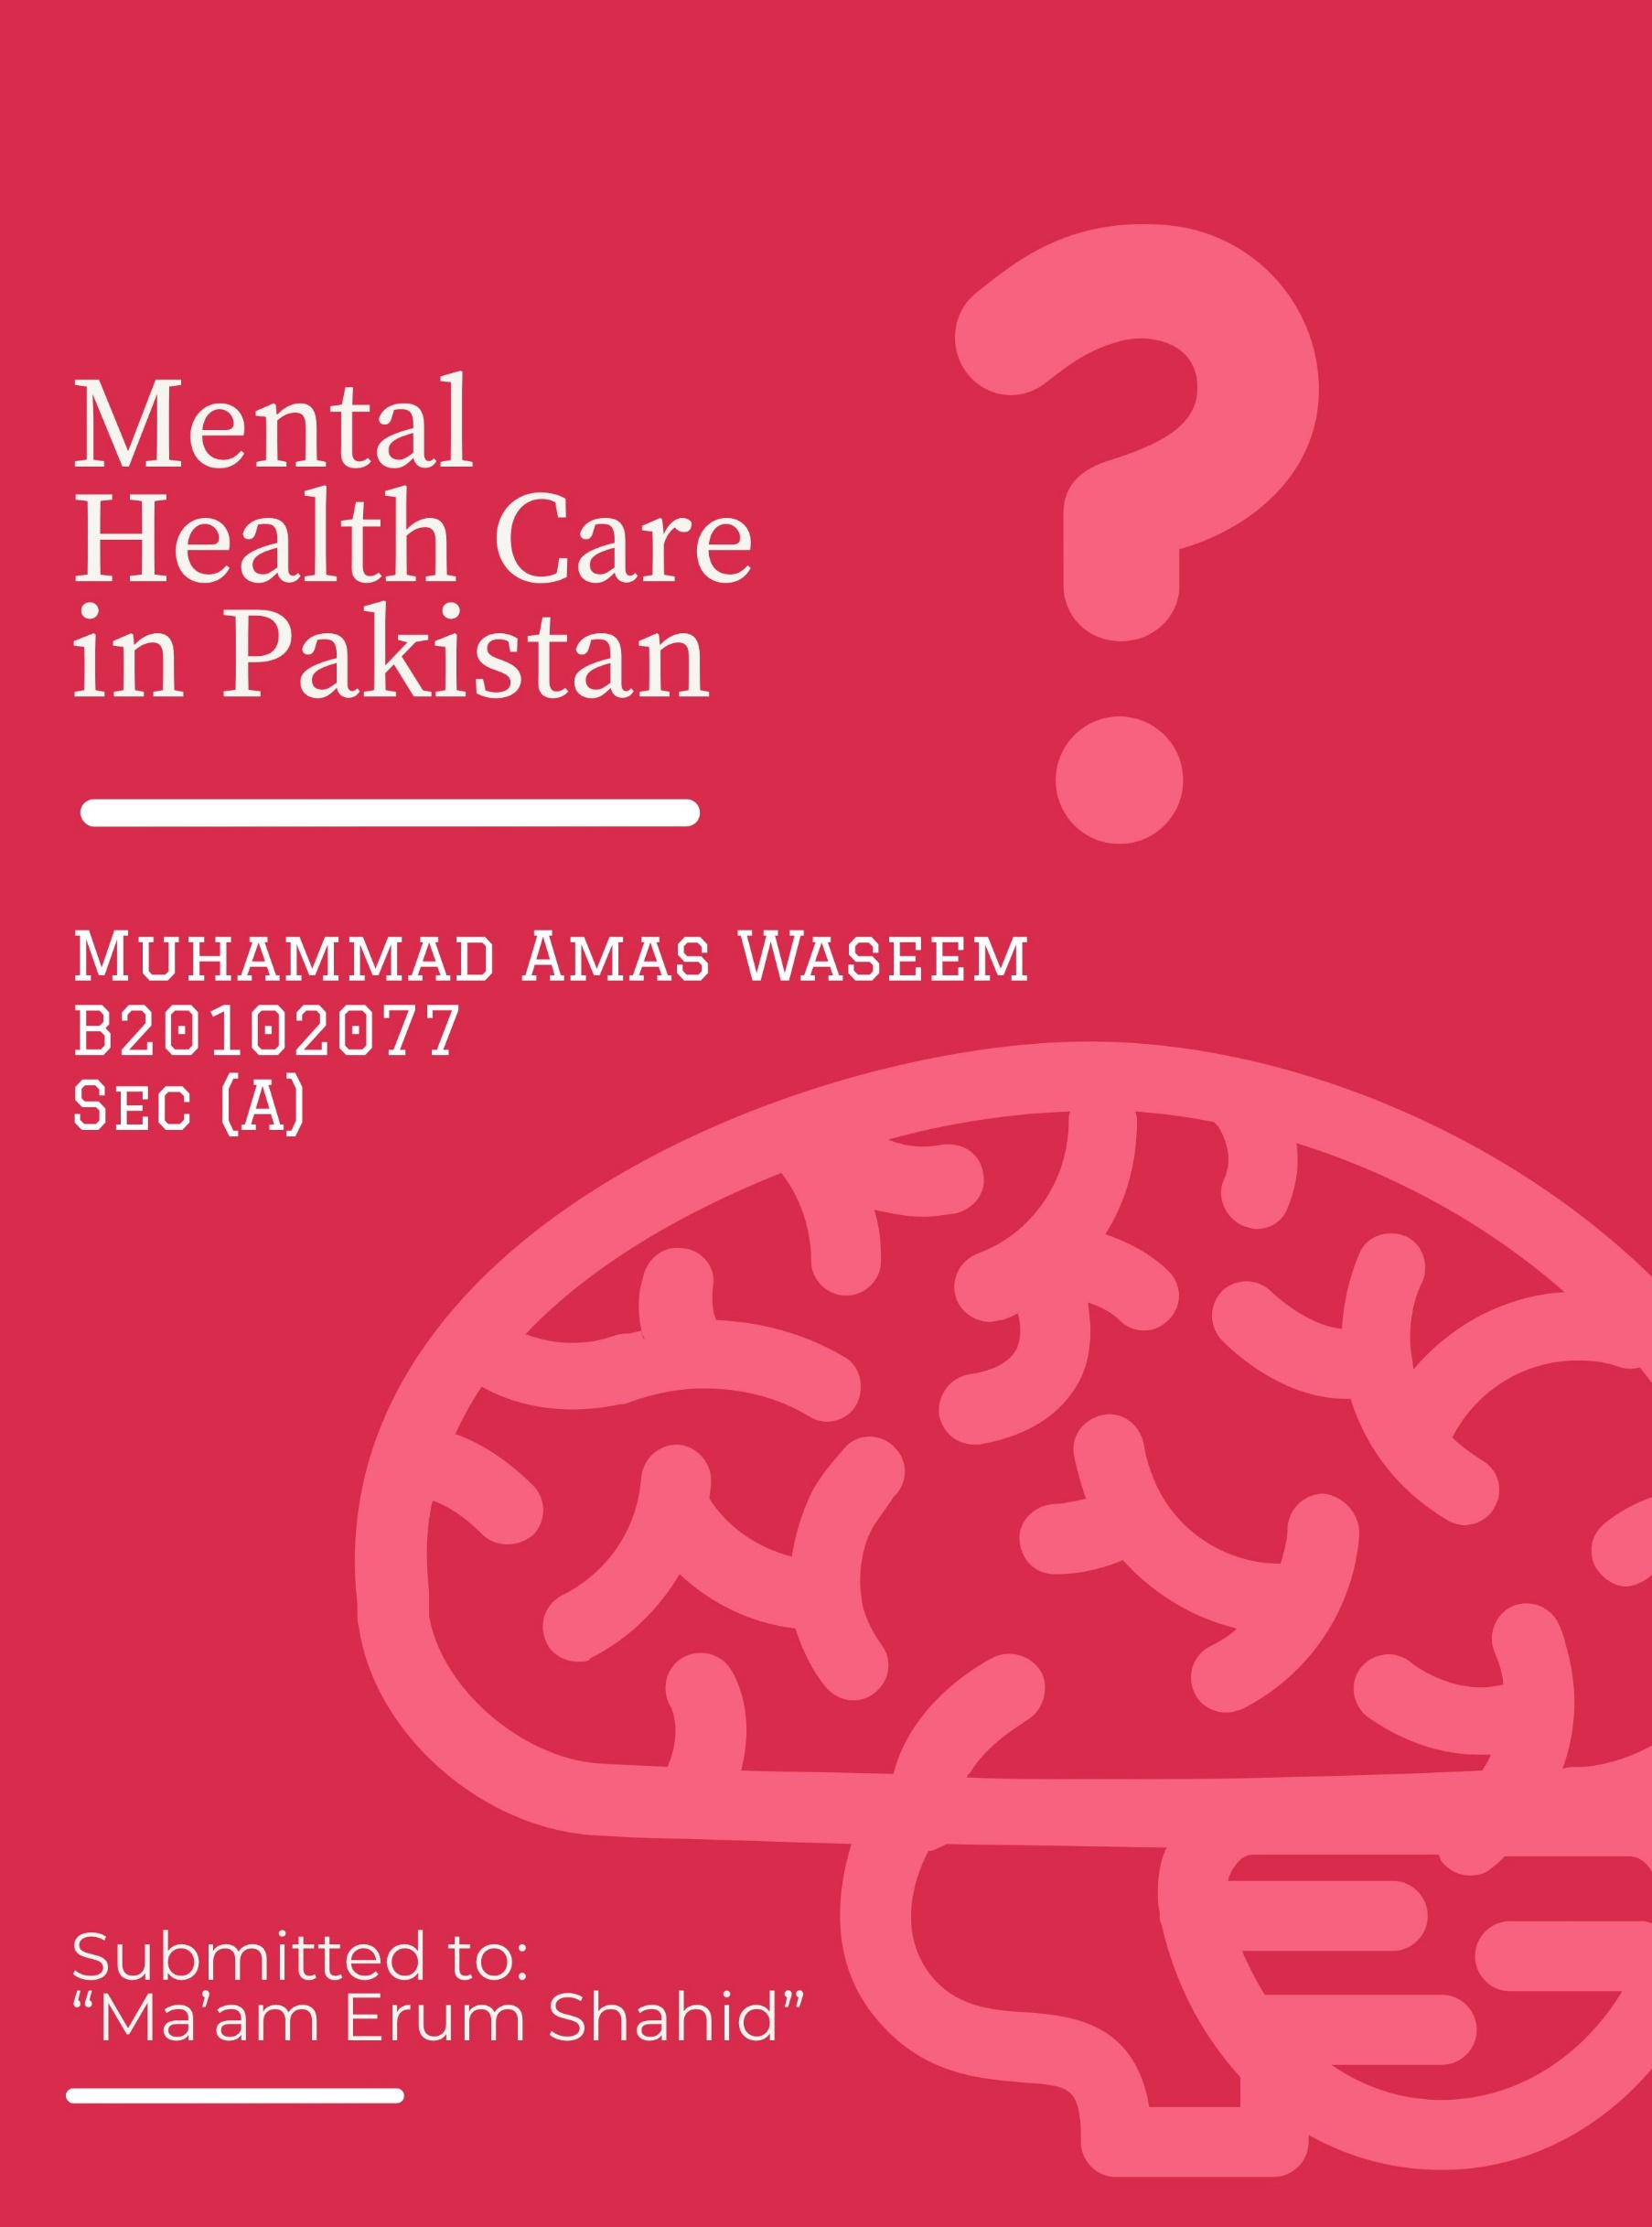 Mental
Health Care
in Pakistan
Muhammad Amas Waseem
B20102077
Sec (A)
Submitted to:
“Ma’am Erum Shahid”